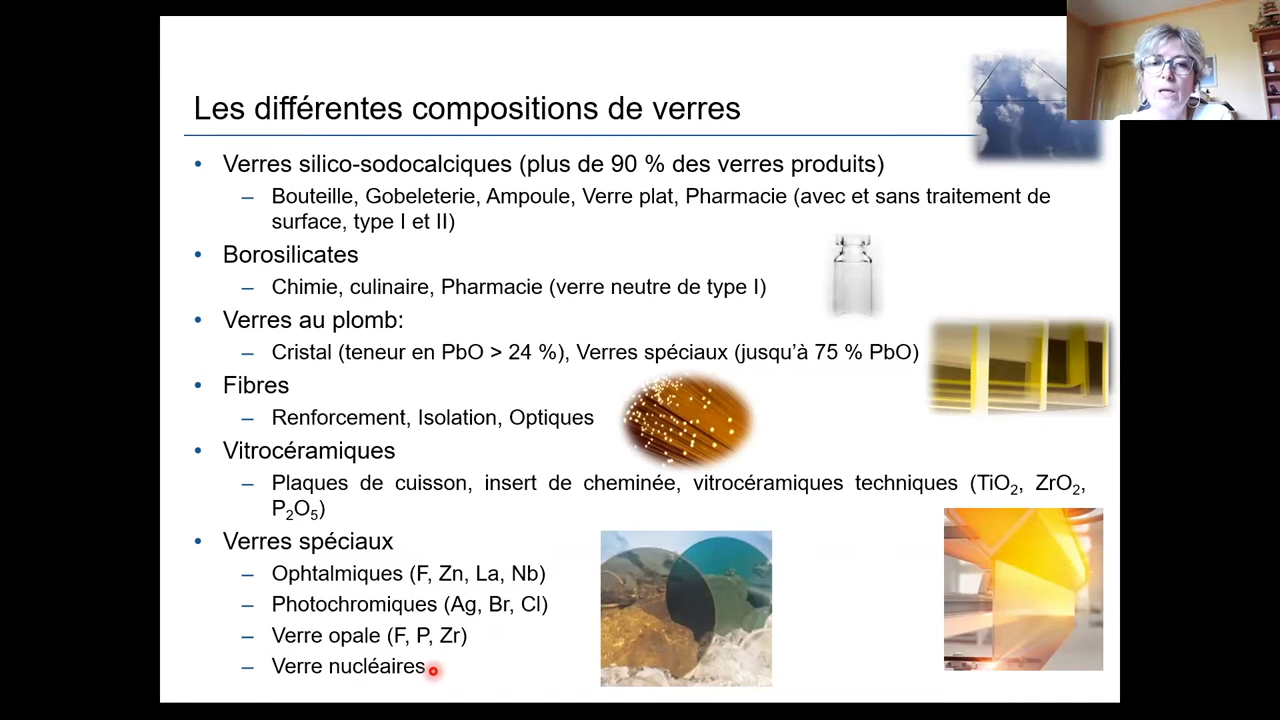 Les différentes compositions de verres
• Verres silico-sodocalciques (plus de 90 % des verres produits)
– Bouteille, Gobeleterie, Ampoule, Verre plat, Pharmacie (avec et sans traitement de
surface, type I et II)
• Borosilicates
– Chimie, culinaire, Pharmacie (verre neutre de type I)
• Verres au plomb:
– Cristal (teneur en PbO > 24 %), Verres spéciaux (jusqu’à 75 % PbO)
• Fibres
– Renforcement, Isolation, Optiques
• Vitrocéramiques
– Plaques de cuisson, insert de cheminée, vitrocéramiques techniques (TiO₂, ZrO₂,
P₂O₅)
• Verres spéciaux
– Ophtalmiques (F, Zn, La, Nb)
– Photochromiques (Ag, Br, Cl)
– Verre opale (F, P, Zr)
– Verre nucléaires